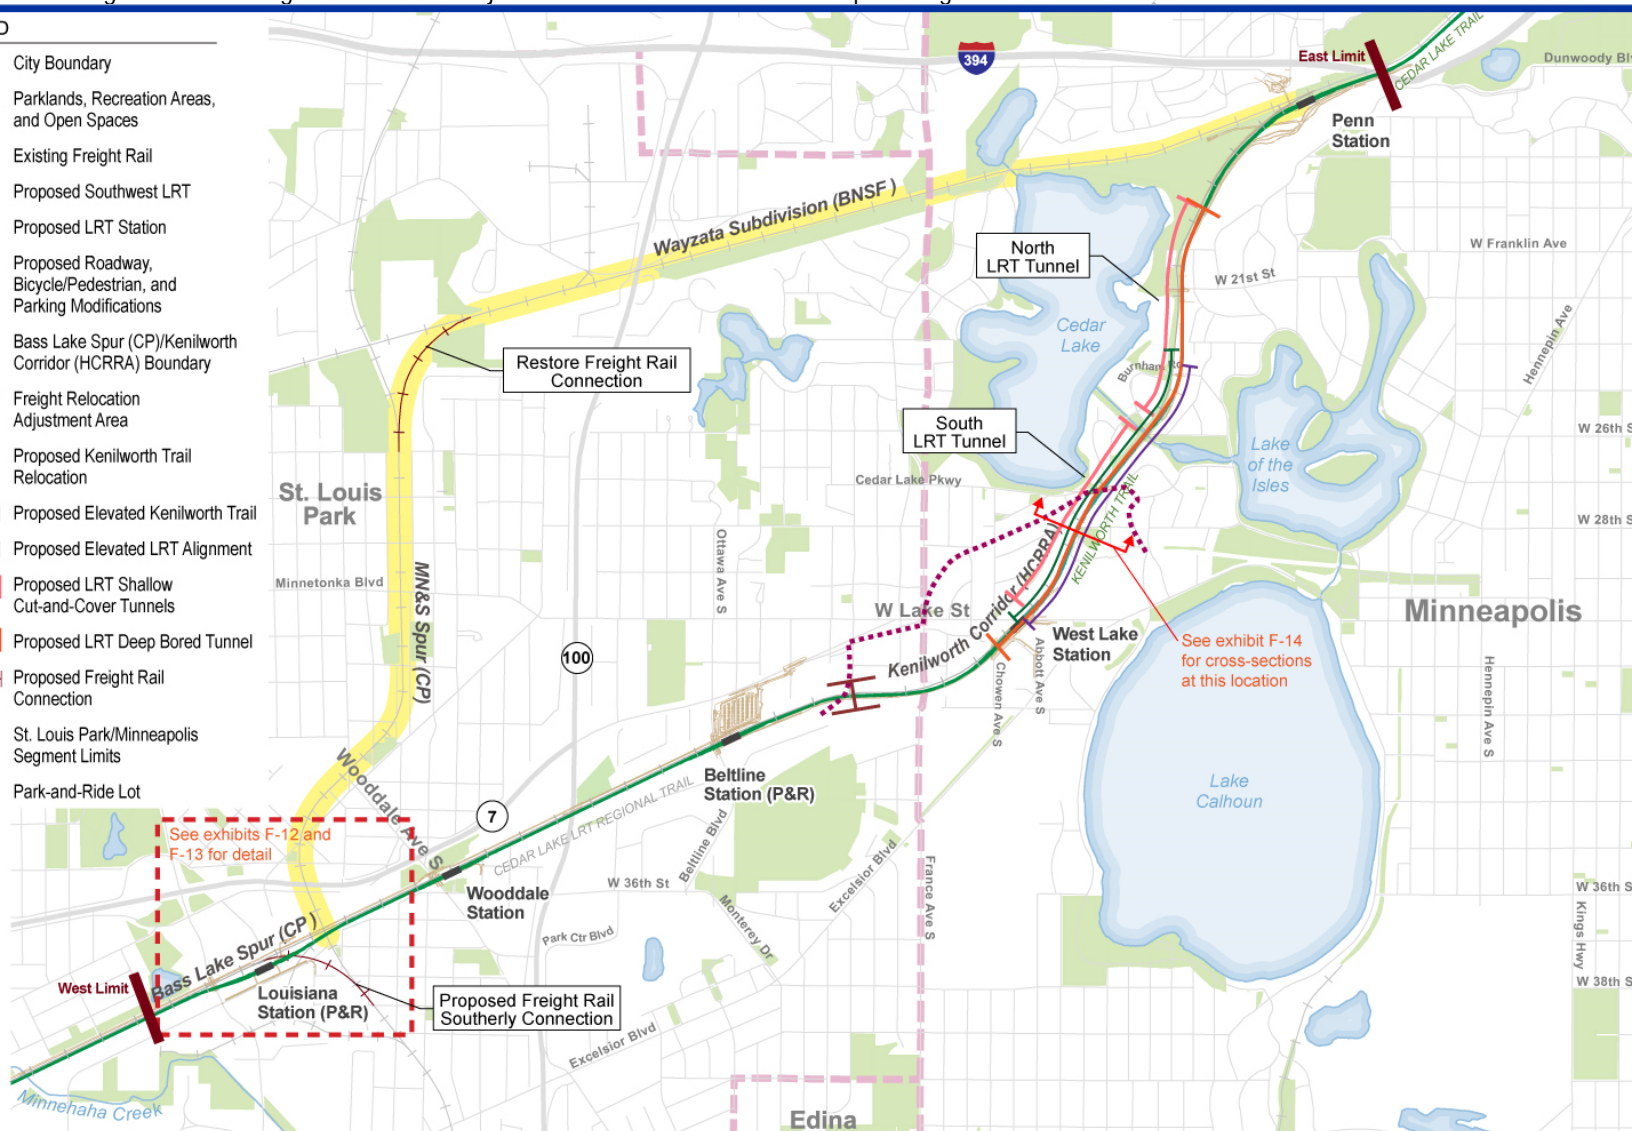 City Boundary
Parklands, Recreation Areas,
and Open Spaces
Existing Freight Rail
Proposed Southwest LRT
Proposed LRT Station
Proposed Roadway,
Bicycle/Pedestrian, and
Parking Modifications
Bass Lake Spur (CP)/Kenilworth
Corridor (HCRRA) Boundary
Freight Relocation
Adjustment Area
Proposed Kenilworth Trail
Relocation
Proposed Elevated Kenilworth Trail
Proposed Elevated LRT Alignment
Proposed LRT Shallow
Cut-and-Cover Tunnels
Proposed LRT Deep Bored Tunnel
Proposed Freight Rail
Connection
St. Louis Park/Minneapolis
Segment Limits
Park-and-Ride Lot
394
East Limit
CEDAR LAKE TRAIL
Dunwoody
Penn
Station
Wayzata Subdivision (BNSF)
North
LRT Tunnel
W Franklin Ave
W 21st St
Cedar
Lake
Hennepin Ave
Restore Freight Rail
Connection
Burnham
South
LRT Tunnel
W 26th S
Lake
of the
Isles
Cedar Lake Pkwy
St. Louis
Park
W 28th S
KENILWORTH TRAIL
Ottawa Ave S
Minnetonka Blvd
MN&S Spur (CP)
W Lake St
Kenilworth Corridor (HCRRA)
Minneapolis
West Lake
Station
See exhibit F-14
for cross-sections
at this location
100
Abbott Ave S
Chowen Ave S
Hennepin Ave S
Wooddale Ave S
Beltline
Station (P&R)
Lake
Calhoun
7
CEDAR LAKE LRT REGIONAL TRAIL
See exhibits F-12 and
F-13 for detail
Beltline Blvd
Excelsior Blvd
France Ave S
W 36th St
W 36th S
Wooddale
Station
Monterey Dr
Kings Hwy
Park Ctr Blvd
Bass Lake Spur (CP)
W 38th S
West Limit
Louisiana
Station (P&R)
Proposed Freight Rail
Southerly Connection
Excelsior Blvd
Minnehaha Creek
Edina